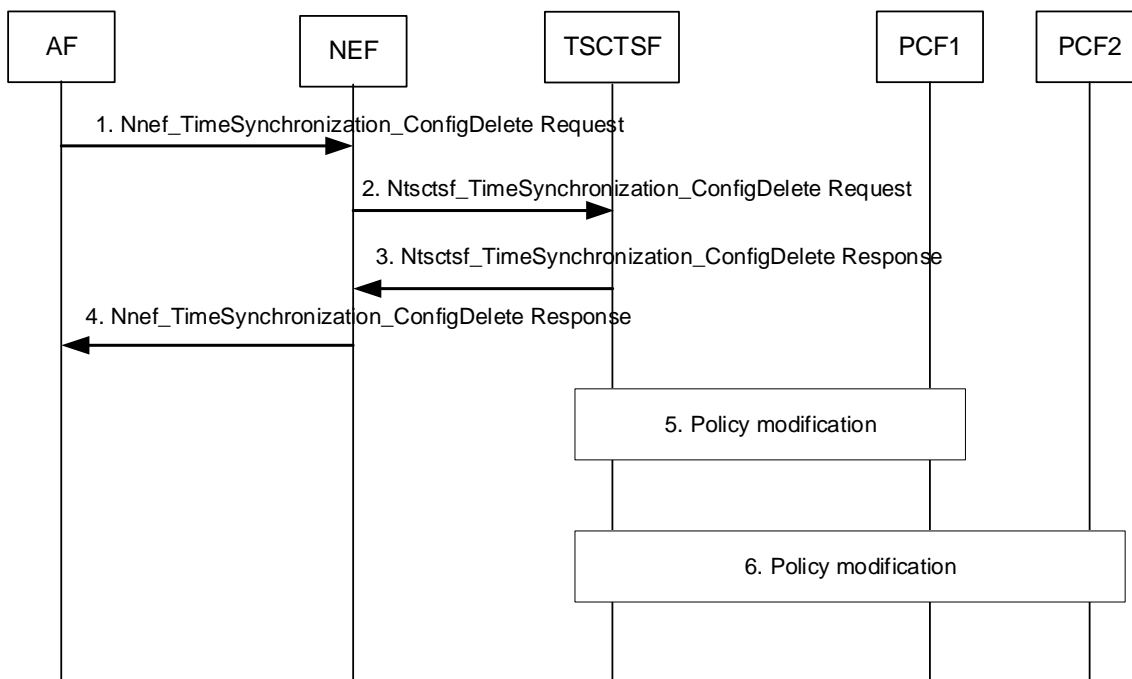 AF
NEF
TSCTSF
PCF1
PCF2
1. Nnef_TimeSynchronization_ConfigDelete Request
2. Ntsctsf_TimeSynchronization_ConfigDelete Request
3. Ntsctsf_TimeSynchronization_ConfigDelete Response
4. Nnef_TimeSynchronization_ConfigDelete Response
5. Policy modification
6. Policy modification